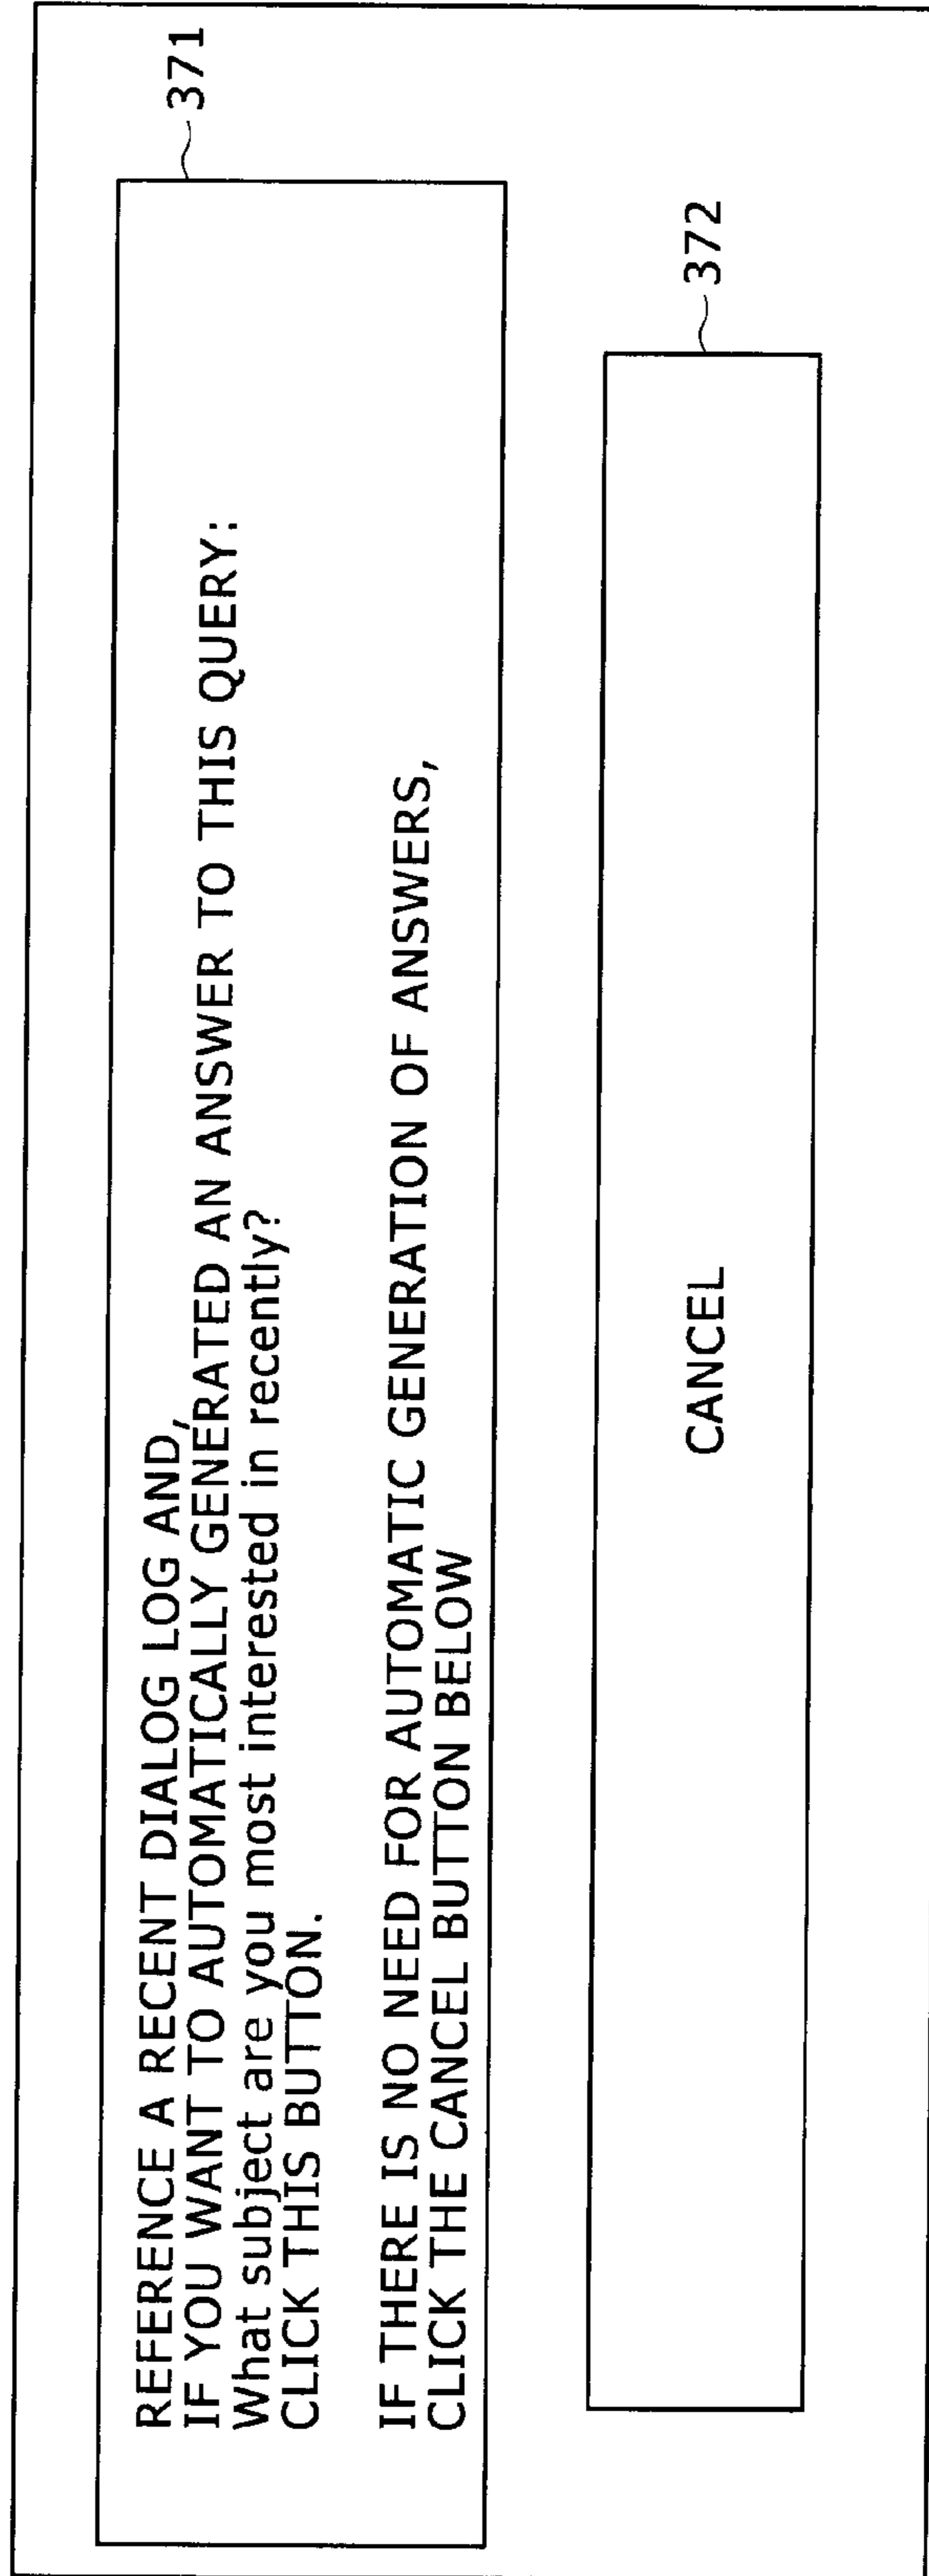 REFERENCE A RECENT DIALOG LOG AND,
IF YOU WANT TO AUTOMATICALLY GENERATED AN ANSWER TO THIS QUERY:
What subject are you most interested in recently?
CLICK THIS BUTTON.
IF THERE IS NO NEED FOR AUTOMATIC GENERATION OF ANSWERS,
CLICK THE CANCEL BUTTON BELOW
371
CANCEL
372